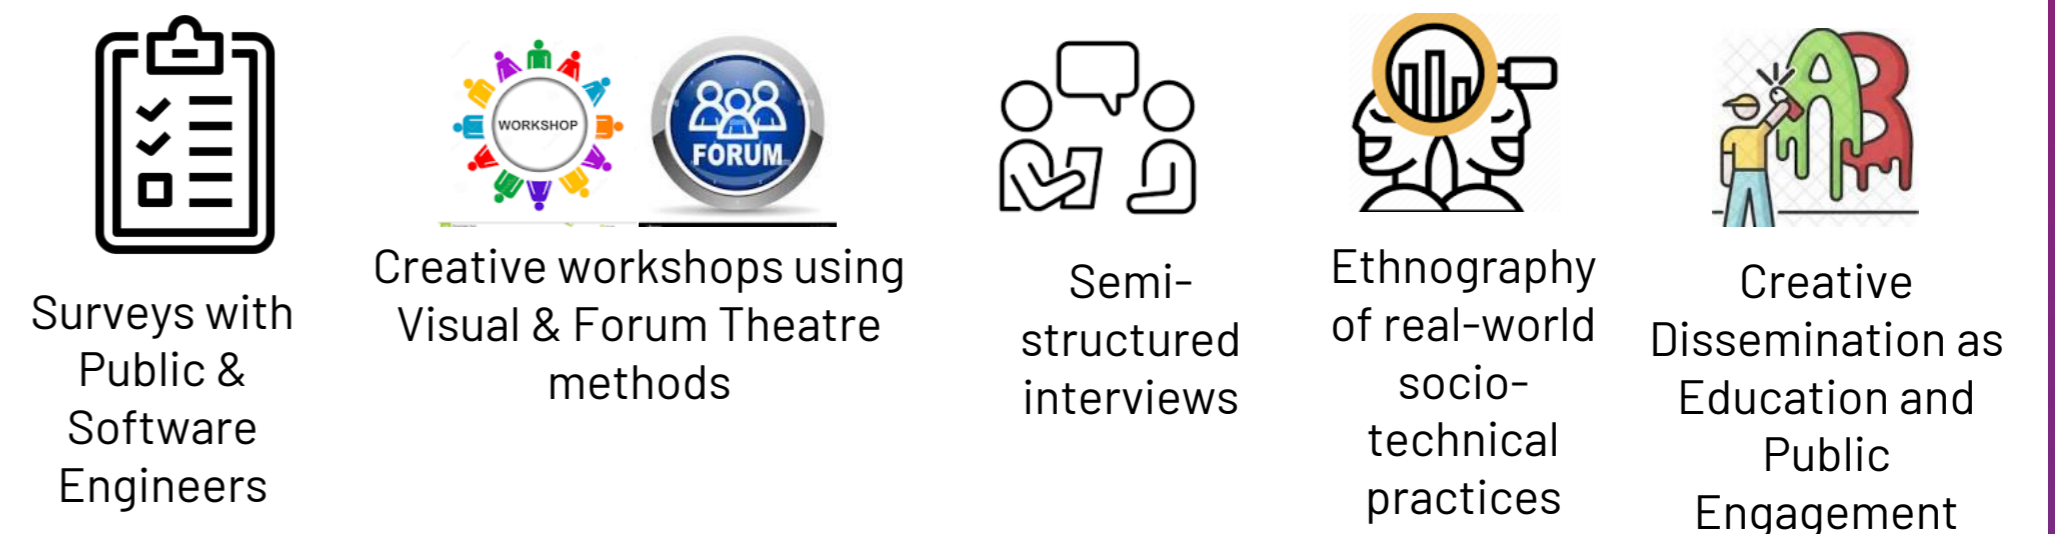 WORKSHOP
FORUM
Surveys with
Public &
Software
Engineers
Creative workshops using
Visual & Forum Theatre
methods
Semi-
structured
interviews
Ethnography
of real-world
socio-
technical
practices
AB
Creative
Dissemination as
Education and
Public
Engagement